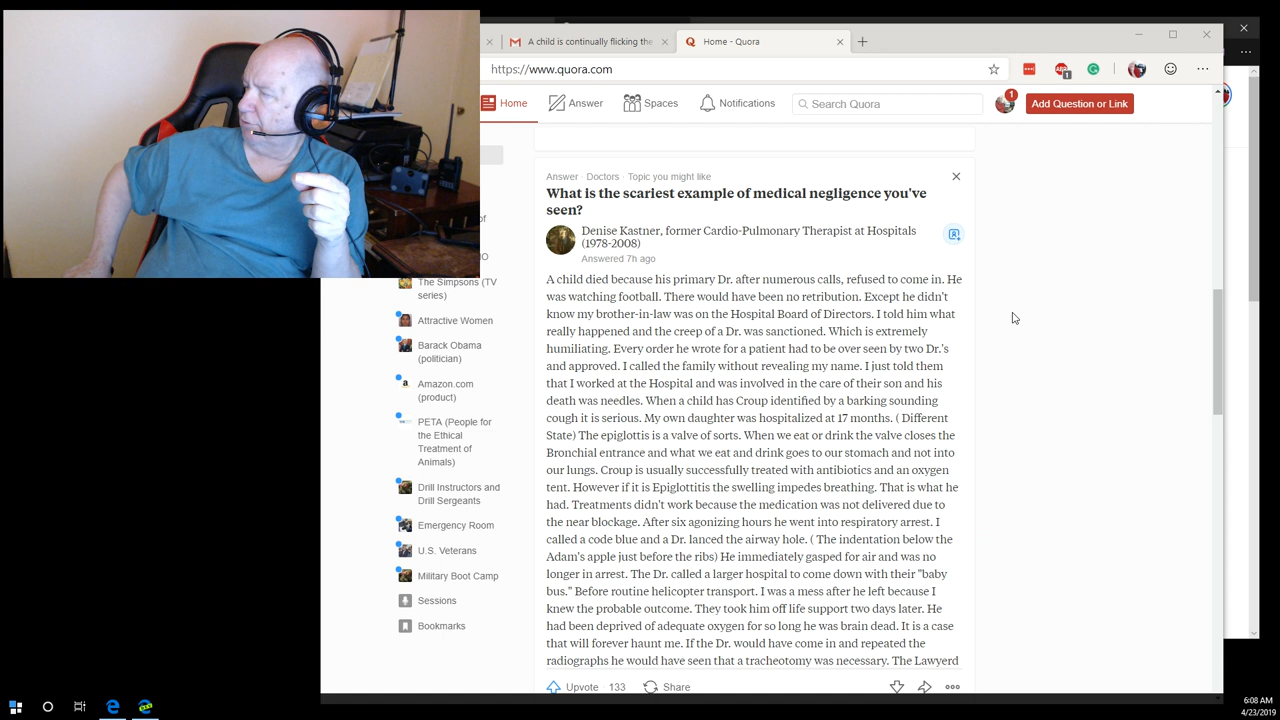 A child is continually flicking the
Home - Quora
https://www.quora.com
1
Home
Answer
Spaces
Notifications
Search Quora
1
Add Question or Link
of
The Simpsons (TV
series)
Attractive Women
Barack Obama
(politician)
Amazon.com
(product)
PETA (People for
the Ethical
Treatment of
Animals)
Drill Instructors and
Drill Sergeants
Emergency Room
U.S. Veterans
Military Boot Camp
Sessions
Bookmarks
Answer · Doctors · Topic you might like
What is the scariest example of medical negligence you've
seen?
Denise Kastner, former Cardio-Pulmonary Therapist at Hospitals
(1978-2008)
Answered 7h ago
A child died because his primary Dr. after numerous calls, refused to come in. He
was watching football. There would have been no retribution. Except he didn't
know my brother-in-law was on the Hospital Board of Directors. I told him what
really happened and the creep of a Dr. was sanctioned. Which is extremely
humiliating. Every order he wrote for a patient had to be over seen by two Dr.'s
and approved. I called the family without revealing my name. I just told them
that I worked at the Hospital and was involved in the care of their son and his
death was needles. When a child has Croup identified by a barking sounding
cough it is serious. My own daughter was hospitalized at 17 months. ( Different
State) The epiglottis is a valve of sorts. When we eat or drink the valve closes the
Bronchial entrance and what we eat and drink goes to our stomach and not into
our lungs. Croup is usually successfully treated with antibiotics and an oxygen
tent. However if it is Epiglottitis the swelling impedes breathing. That is what he
had. Treatments didn't work because the medication was not delivered due to
the near blockage. After six agonizing hours he went into respiratory arrest. I
called a code blue and a Dr. lanced the airway hole. ( The indentation below the
Adam's apple just before the ribs) He immediately gasped for air and was no
longer in arrest. The Dr. called a larger hospital to come down with their "baby
bus." Before routine helicopter transport. I was a mess after he left because I
knew the probable outcome. They took him off life support two days later. He
had been deprived of adequate oxygen for so long he was brain dead. It is a case
that will forever haunt me. If the Dr. would have come in and repeated the
radiographs he would have seen that a tracheotomy was necessary. The Lawyerd
Upvote · 133
Share
6:08 AM
4/23/2019